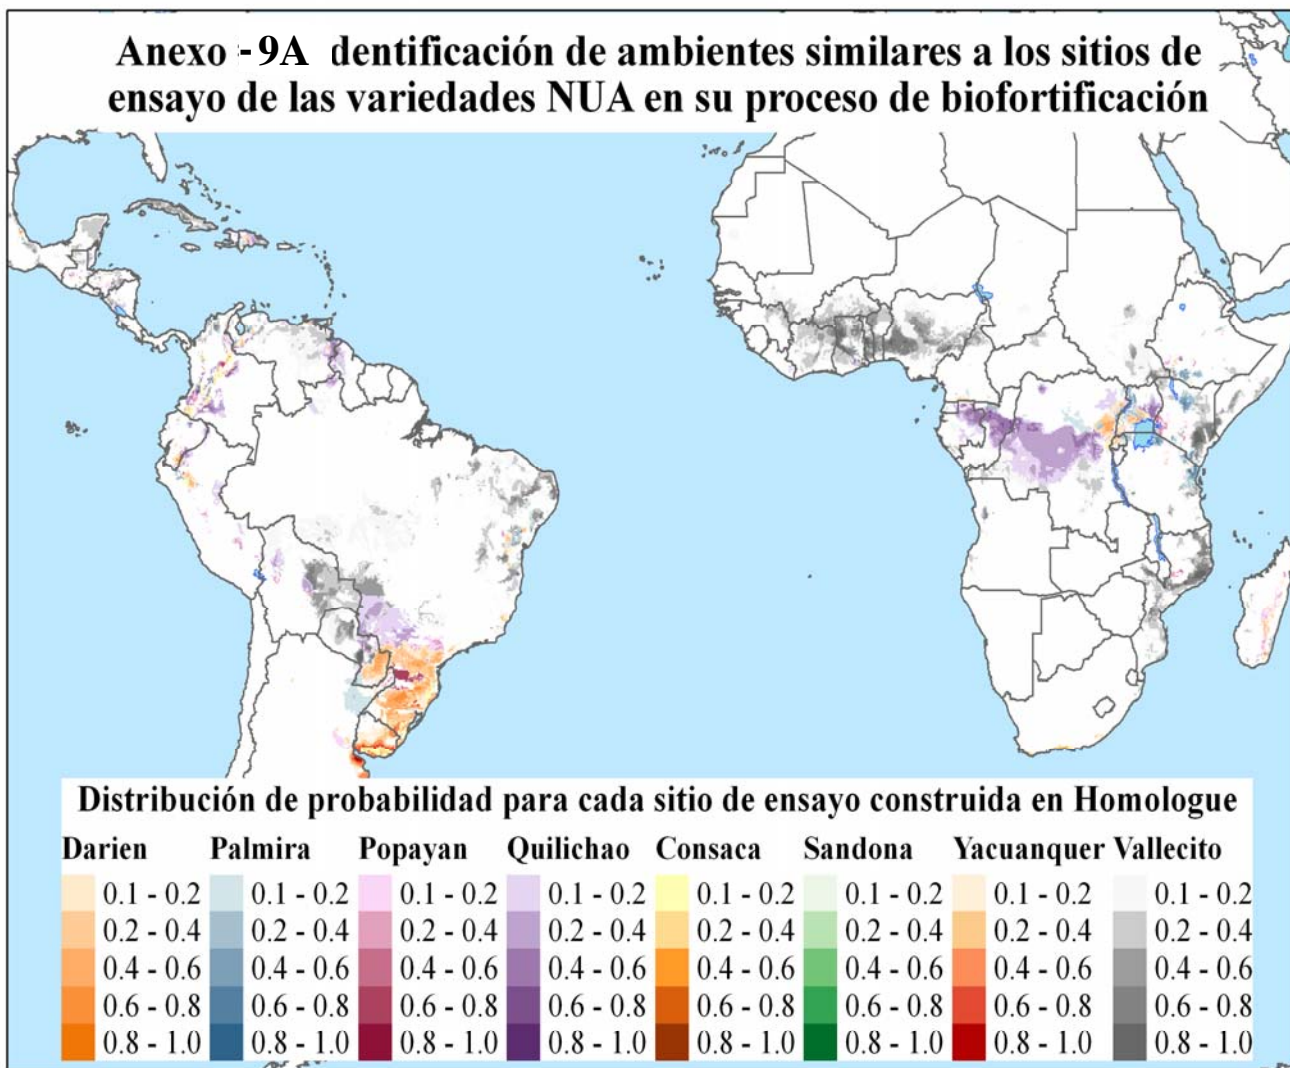 Anexo -9A dentificación de ambientes similares a los sitios de
ensayo de las variedades NUA en su proceso de biofortificación
Distribución de probabilidad para cada sitio de ensayo construida en Homologue
Darien Palmira Popayan Quilichao Consaca Sandona Yacuanquer Vallecito
0.1 - 0.2 0.1 - 0.2 0.1 - 0.2 0.1 - 0.2 0.1 - 0.2 0.1 - 0.2 0.1 - 0.2 0.1 - 0.2
0.2 - 0.4 0.2 - 0.4 0.2 - 0.4 0.2 - 0.4 0.2 - 0.4 0.2 - 0.4 0.2 - 0.4 0.2 - 0.4
0.4 - 0.6 0.4 - 0.6 0.4 - 0.6 0.4 - 0.6 0.4 - 0.6 0.4 - 0.6 0.4 - 0.6 0.4 - 0.6
0.6 - 0.8 0.6 - 0.8 0.6 - 0.8 0.6 - 0.8 0.6 - 0.8 0.6 - 0.8 0.6 - 0.8 0.6 - 0.8
0.8 - 1.0 0.8 - 1.0 0.8 - 1.0 0.8 - 1.0 0.8 - 1.0 0.8 - 1.0 0.8 - 1.0 0.8 - 1.0